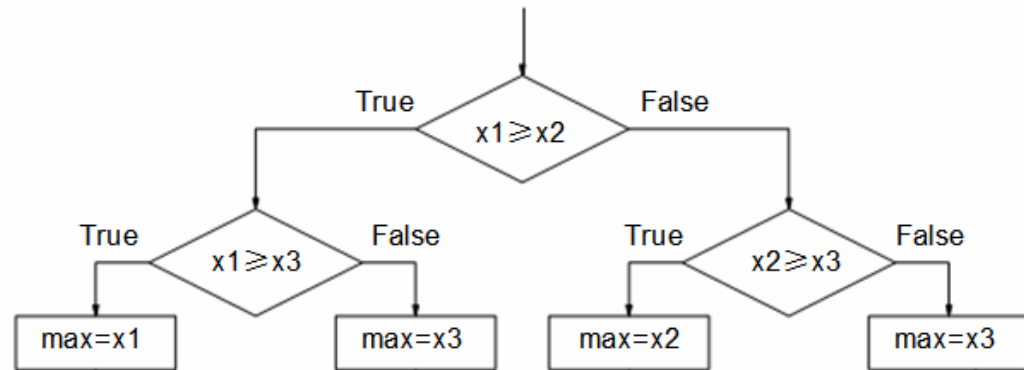 True
False
x1≥x2
True
False
True
False
x1≥x3
x2≥x3
max=x1
max=x3
max=x2
max=x3